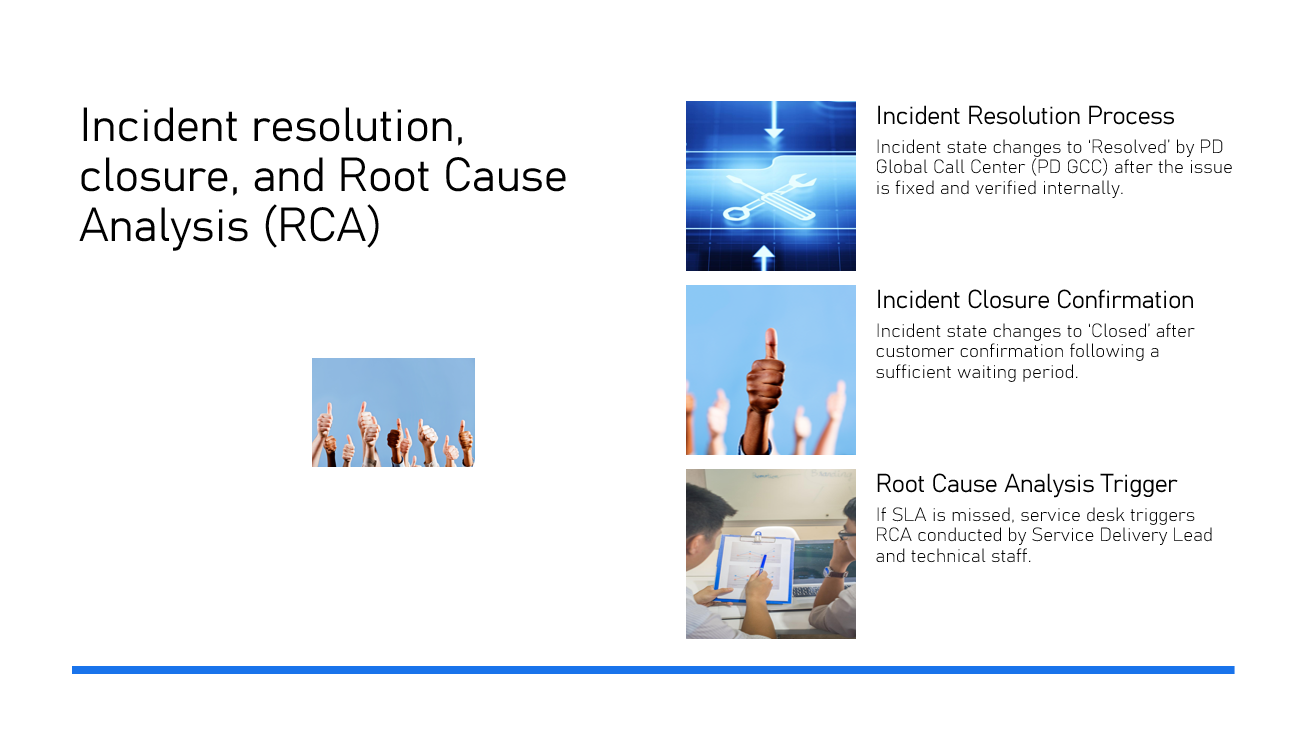 Incident resolution,
closure, and Root Cause
Analysis (RCA)
Incident Resolution Process
Incident state changes to ‘Resolved’ by PD
Global Call Center (PD GCC) after the issue
is fixed and verified internally.
Incident Closure Confirmation
Incident state changes to ‘Closed’ after
customer confirmation following a
sufficient waiting period.
Root Cause Analysis Trigger
If SLA is missed, service desk triggers
RCA conducted by Service Delivery Lead
and technical staff.